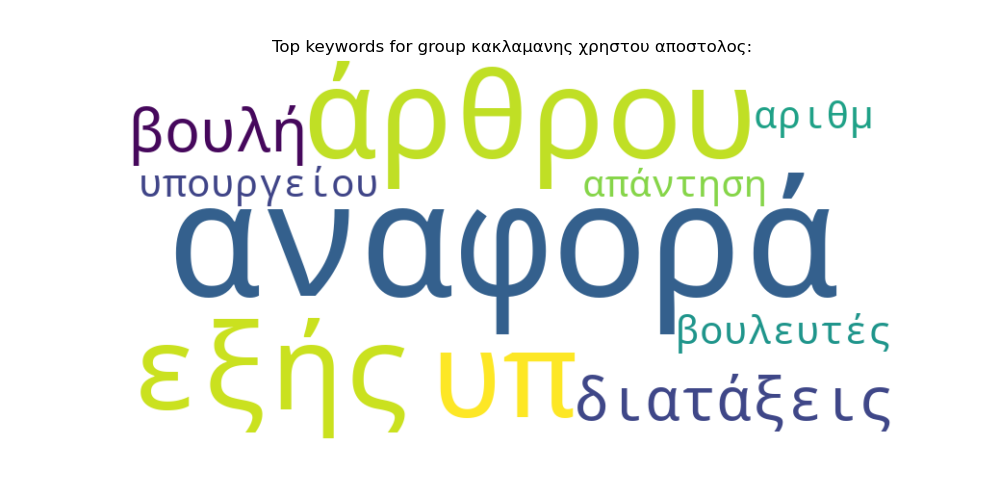 Top keywords for group κακλαμανης χρηστου αποστολος:
βουλή άρθρου αριθμ
υπουργείου απάντηση
αναφορά
βουλευτές
εξής υπ διατάξεις